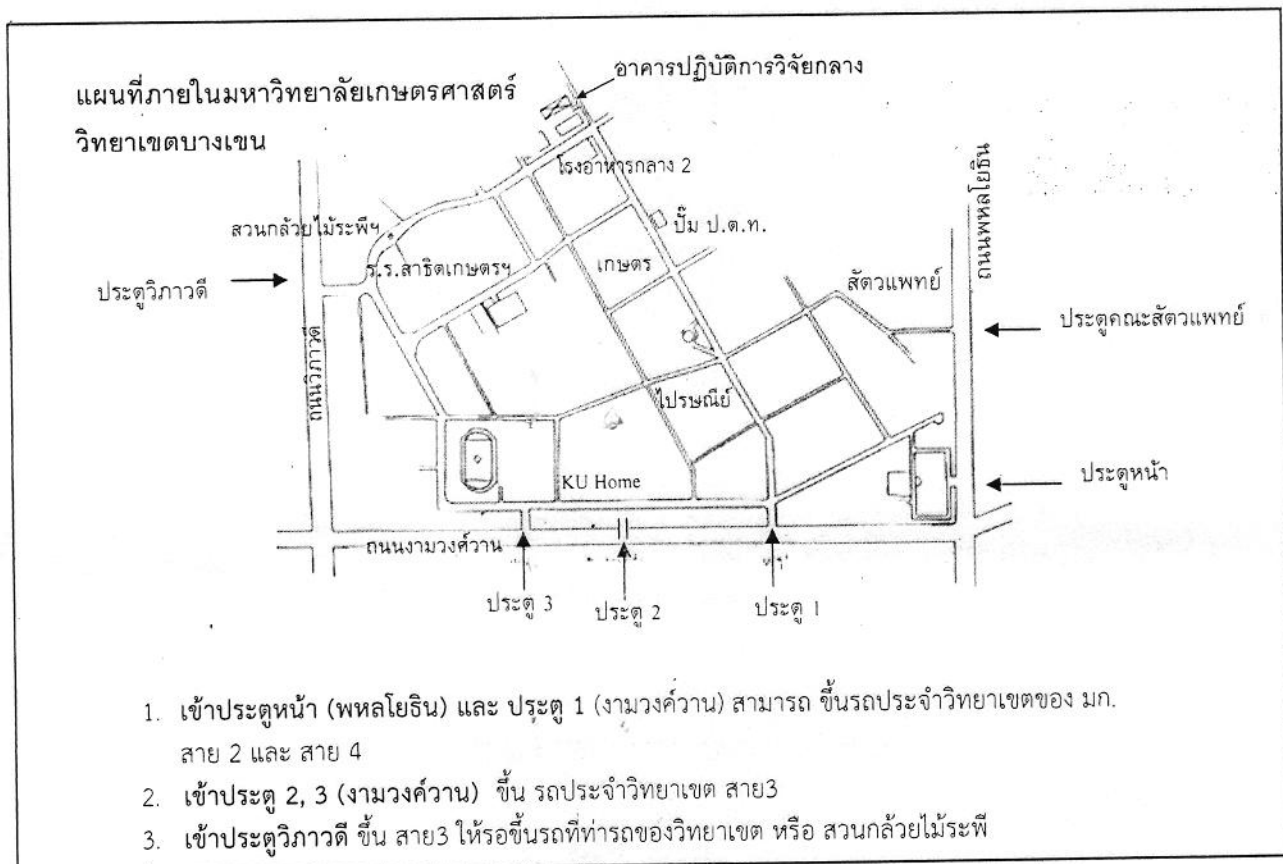 แผนที่ภายในมหาวิทยาลัยเกษตรศาสตร์
วิทยาเขตบางเขน
อาคารปฏิบัติการวิจัยกลาง
โรงอาหารกลาง 2
ถนนพหลโยธิน
สวนกล้วยไม้ระพีฯ
ปั๊ม ป.ต.ท.
ร.ร.สาธิตเกษตรฯ
เกษตร
สัตวแพทย์
ประตูวิภาวดี
ประตูคณะสัตวแพทย์
ถนนวิภาวดี
ไปรษณีย์
KU Home
ประตูหน้า
ถนนงามวงศ์วาน
ประตู 3
ประตู 2
ประตู 1
1. เข้าประตูหน้า (พหลโยธิน) และ ประตู 1 (งามวงค์วาน) สามารถ ขึ้นรถประจำวิทยาเขตของ มก.
สาย 2 และ สาย 4
2. เข้าประตู 2, 3 (งามวงค์วาน) ขึ้น รถประจำวิทยาเขต สาย3
3. เข้าประตูวิภาวดี ขึ้น สาย3 ให้รอขึ้นรถที่ท่ารถของวิทยาเขต หรือ สวนกล้วยไม้ระพี